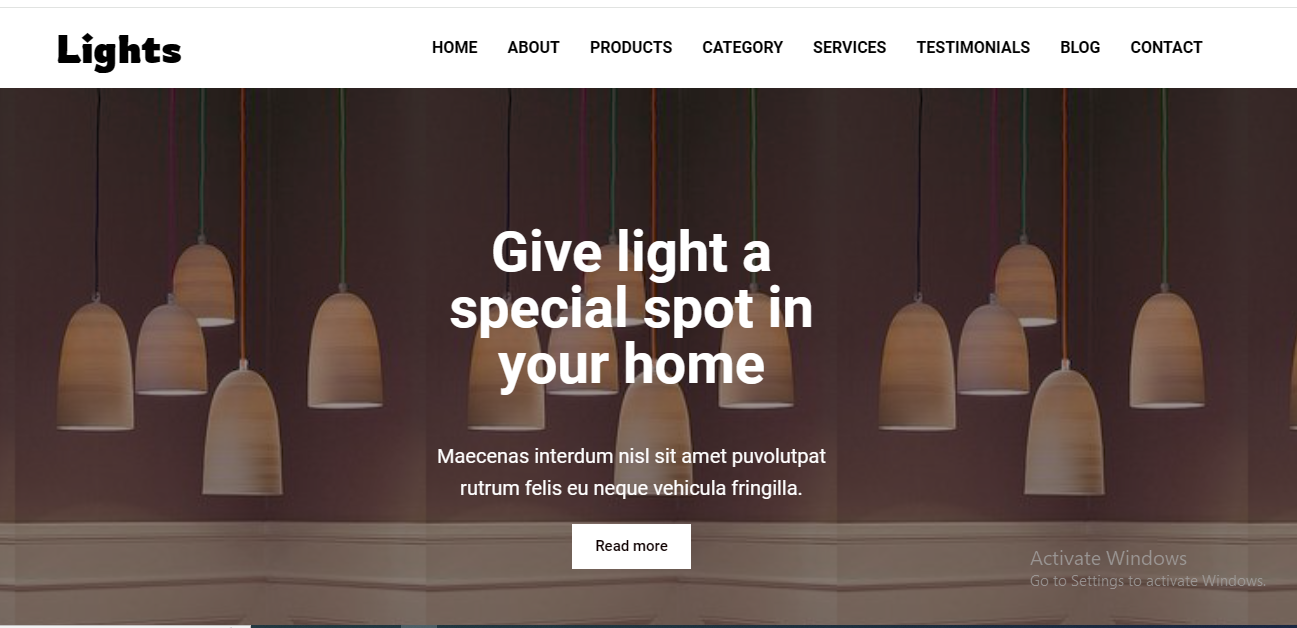 Lights
HOME ABOUT PRODUCTS CATEGORY SERVICES TESTIMONIALS BLOG CONTACT
Give light a
special spot in
your home
Maecenas interdum nisl sit amet puvolutpat
rutrum felis eu neque vehicula fringilla.
Read more
Activate Windows
Go to Settings to activate Windows.